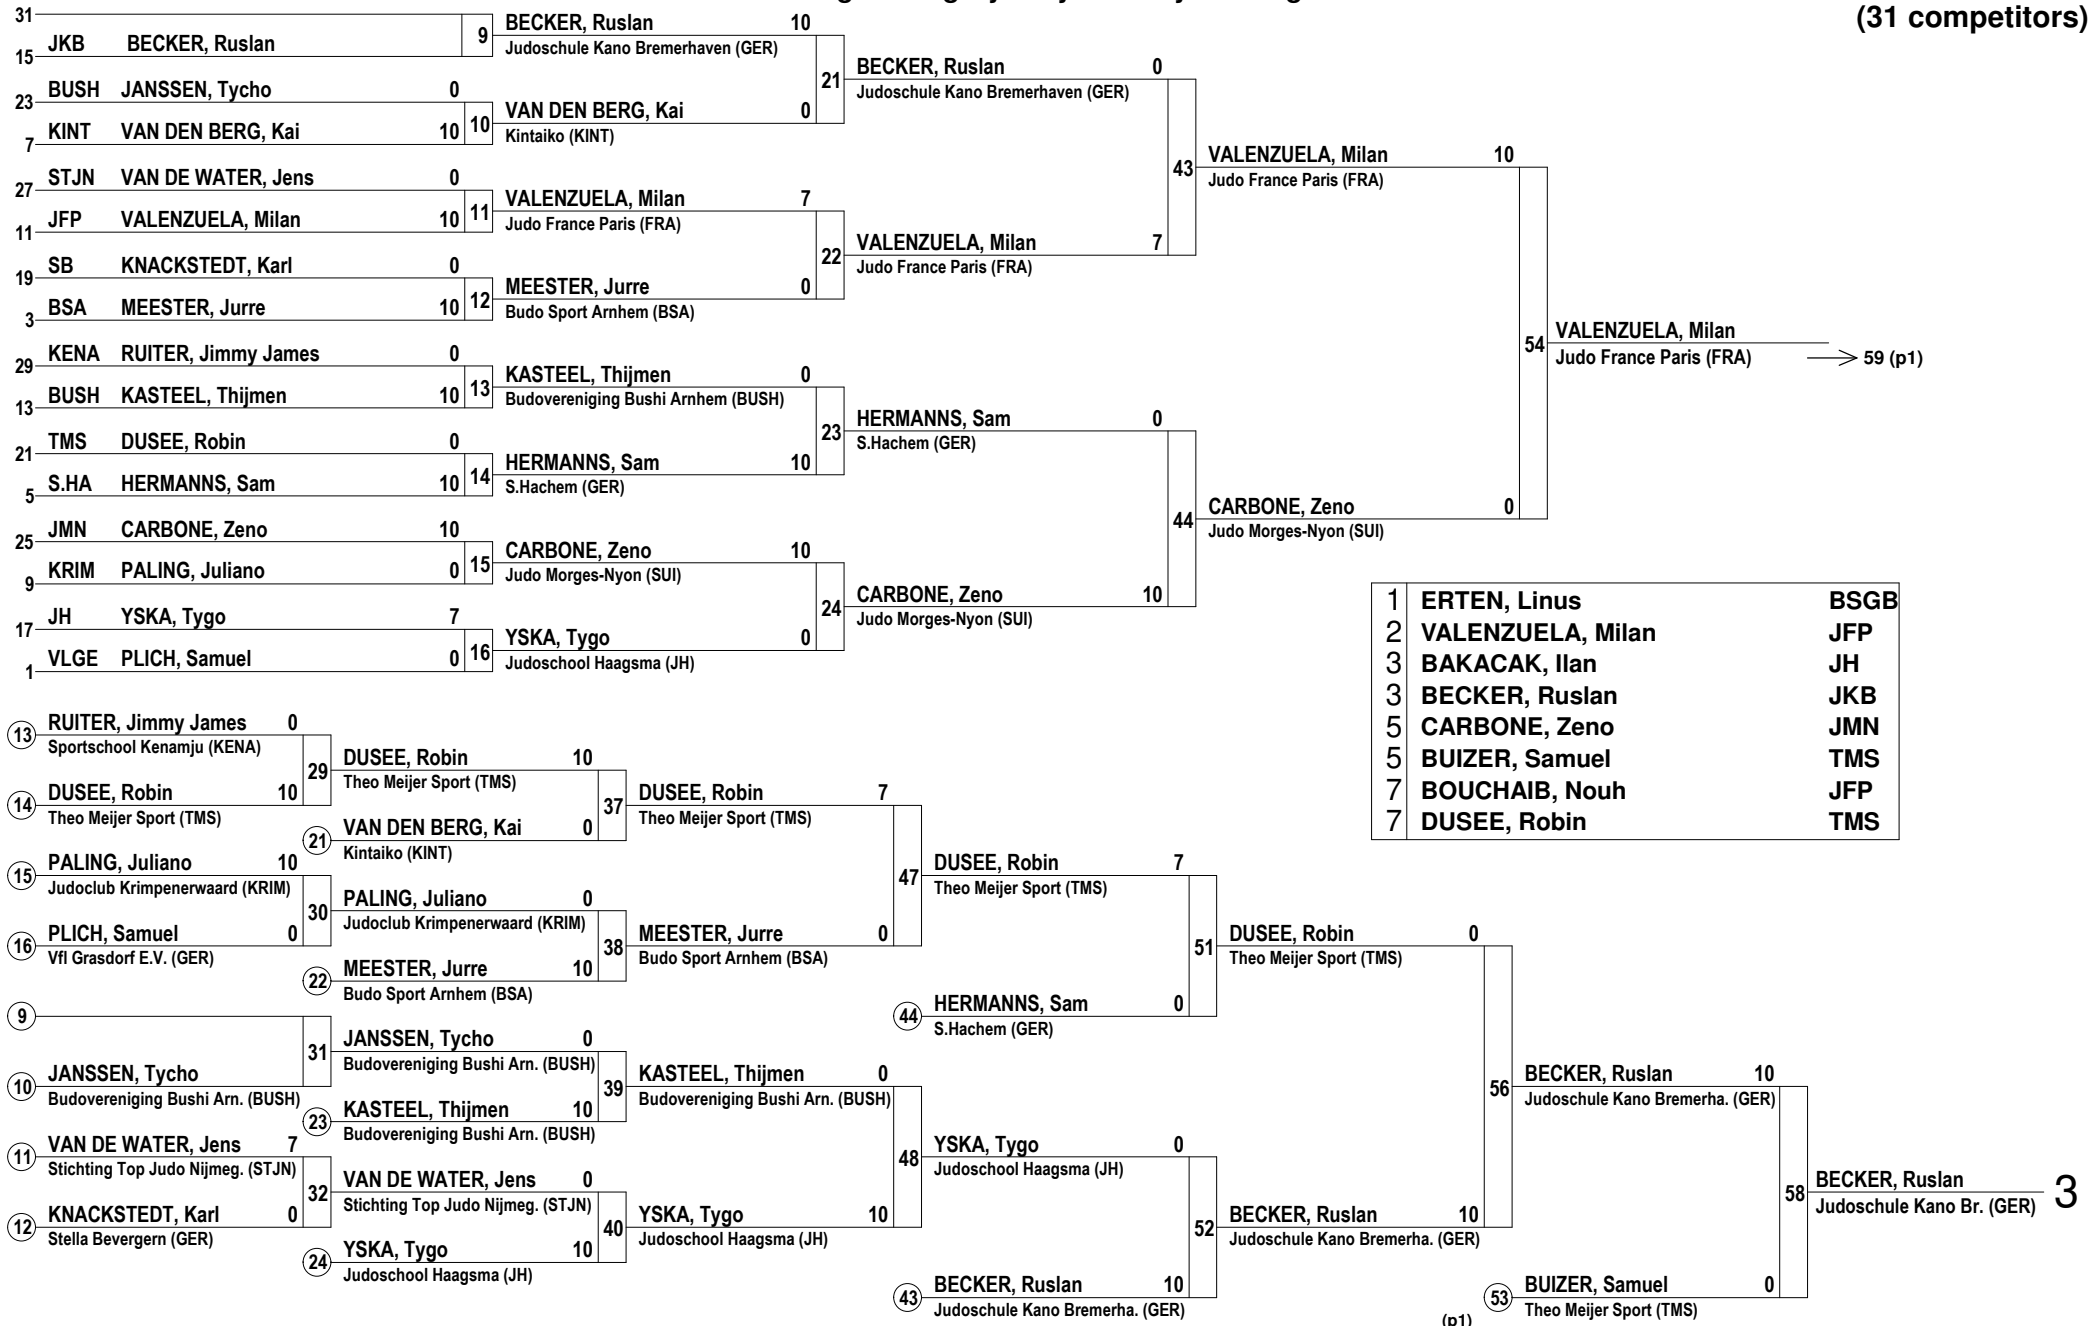 (31 competitors)
31
JKB BECKER, Ruslan
15
9
BUSH JANSSEN, Tycho 0
23
10
KINT VAN DEN BERG, Kai 10
7
STJN VAN DE WATER, Jens 0
27
11
JFP VALENZUELA, Milan 10
11
SB KNACKSTEDT, Karl 0
19
12
BSA MEESTER, Jurre 10
3
KENA RUITER, Jimmy James 0
29
13
BUSH KASTEEL, Thijmen 10
13
TMS DUSEE, Robin 0
21
14
S.HA HERMANNS, Sam 10
5
JMN CARBONE, Zeno 10
25
15
KRIM PALING, Juliano 0
9
JH YSKA, Tygo 7
17
16
VLGE PLICH, Samuel 0
1
BECKER, Ruslan 10
Judoschule Kano Bremerhaven (GER)
21
VAN DEN BERG, Kai 0
Kintaiko (KINT)
VALENZUELA, Milan 7
Judo France Paris (FRA)
22
MEESTER, Jurre 0
Budo Sport Arnhem (BSA)
KASTEEL, Thijmen 0
Budovereniging Bushi Arnhem (BUSH)
23
HERMANNS, Sam 10
S.Hachem (GER)
CARBONE, Zeno 10
Judo Morges-Nyon (SUI)
24
YSKA, Tygo 0
Judoschool Haagsma (JH)
BECKER, Ruslan 0
Judoschule Kano Bremerhaven (GER)
43
VALENZUELA, Milan 7
Judo France Paris (FRA)
HERMANNS, Sam 0
S.Hachem (GER)
44
CARBONE, Zeno 10
Judo Morges-Nyon (SUI)
VALENZUELA, Milan 10
Judo France Paris (FRA)
54
CARBONE, Zeno 0
Judo Morges-Nyon (SUI)
VALENZUELA, Milan
Judo France Paris (FRA) 59 (p1)
1 ERTEN, Linus BSGB
2 VALENZUELA, Milan JFP
3 BAKACAK, Ilan JH
3 BECKER, Ruslan JKB
5 CARBONE, Zeno JMN
5 BUIZER, Samuel TMS
7 BOUCHAIB, Nouh JFP
7 DUSEE, Robin TMS
13 RUITER, Jimmy James 0
Sportschool Kenamju (KENA)
29
14 DUSEE, Robin 10
Theo Meijer Sport (TMS)
15 PALING, Juliano 10
Judoclub Krimpenerwaard (KRIM)
30
16 PLICH, Samuel 0
Vfl Grasdorf E.V. (GER)
9
31
10 JANSSEN, Tycho
Budovereniging Bushi Arn. (BUSH)
11 VAN DE WATER, Jens 7
Stichting Top Judo Nijmeg. (STJN)
32
12 KNACKSTEDT, Karl 0
Stella Bevergern (GER)
DUSEE, Robin 10
Theo Meijer Sport (TMS)
37
21 VAN DEN BERG, Kai 0
Kintaiko (KINT)
PALING, Juliano 0
Judoclub Krimpenerwaard (KRIM)
38
22 MEESTER, Jurre 10
Budo Sport Arnhem (BSA)
JANSSEN, Tycho 0
Budovereniging Bushi Arn. (BUSH)
39
23 KASTEEL, Thijmen 10
Budovereniging Bushi Arn. (BUSH)
VAN DE WATER, Jens 0
Stichting Top Judo Nijmeg. (STJN)
40
24 YSKA, Tygo 10
Judoschool Haagsma (JH)
DUSEE, Robin 7
Theo Meijer Sport (TMS)
47
MEESTER, Jurre 0
Budo Sport Arnhem (BSA)
KASTEEL, Thijmen 0
Budovereniging Bushi Arn. (BUSH)
48
YSKA, Tygo 10
Judoschool Haagsma (JH)
DUSEE, Robin 7
Theo Meijer Sport (TMS)
51
44 HERMANNS, Sam 0
S.Hachem (GER)
YSKA, Tygo 0
Judoschool Haagsma (JH)
52
43 BECKER, Ruslan 10
Judoschule Kano Bremerha. (GER)
DUSEE, Robin 0
Theo Meijer Sport (TMS)
56
BECKER, Ruslan 10
Judoschule Kano Bremerha. (GER)
BECKER, Ruslan 10
Judoschule Kano Bremerha. (GER)
58
53 BUIZER, Samuel 0
Theo Meijer Sport (TMS)
(p1)
BECKER, Ruslan
Judoschule Kano Br. (GER) 3